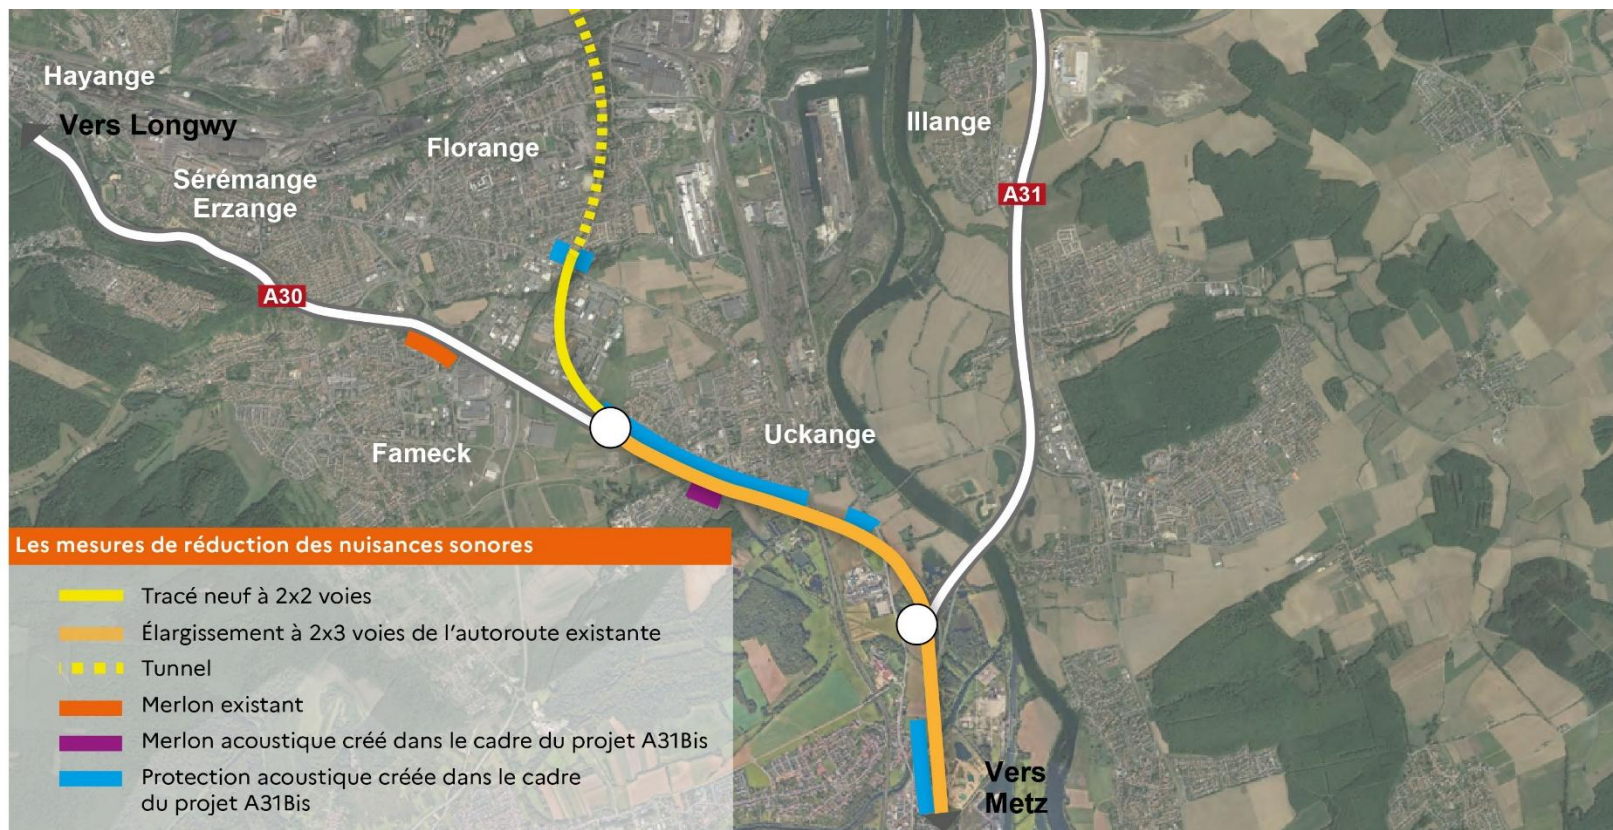 Hayange
Vers Longwy
Florange
Illange
Sérémange
Erzange
A31
A30
Uckange
Fameck
Les mesures de réduction des nuisances sonores
Tracé neuf à 2x2 voies
Élargissement à 2x3 voies de l'autoroute existante
Tunnel
Merlon existant
Merlon acoustique créé dans le cadre du projet A31Bis
Protection acoustique créée dans le cadre
du projet A31Bis
Vers
Metz